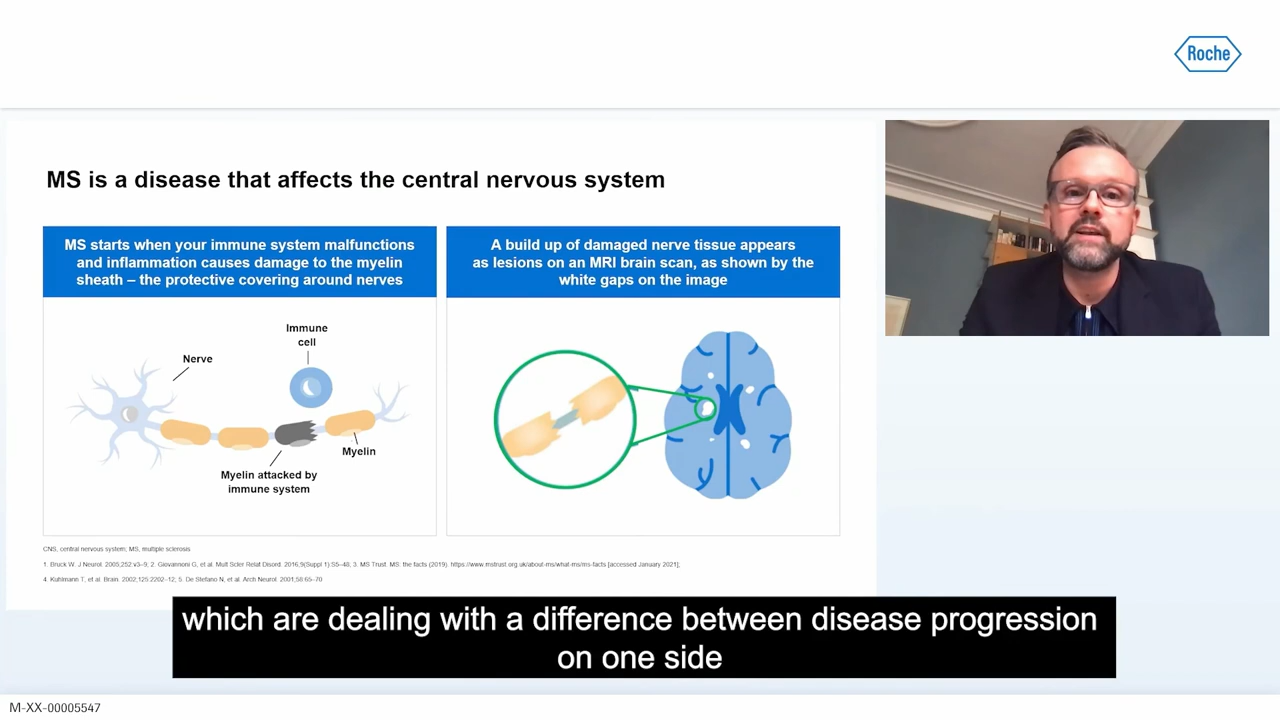 Roche
MS is a disease that affects the central nervous system
MS starts when your immune system malfunctions
and inflammation causes damage to the myelin
sheath – the protective covering around nerves
A build up of damaged nerve tissue appears
as lesions on an MRI brain scan, as shown by the
white gaps on the image
Immune
cell
Nerve
Myelin
Myelin attacked by
immune system
CNS, central nervous system; MS, multiple sclerosis
1. Bruck W. J Neurol. 2005;252:v3–9; 2. Giovannoni G, et al. Mult Scler Relat Disord. 2016;9(Suppl 1):S5–48; 3. MS Trust. MS: the facts (2019). https://www.mstrust.org.uk/about-ms/what-ms/ms-facts [accessed January 2021];
4. Kuhlmann T, et al. Brain. 2002;125:2202–12; 5. De Stefano N, et al. Arch Neurol. 2001;58:65–70
which are dealing with a difference between disease progression
on one side
M-XX-00005547